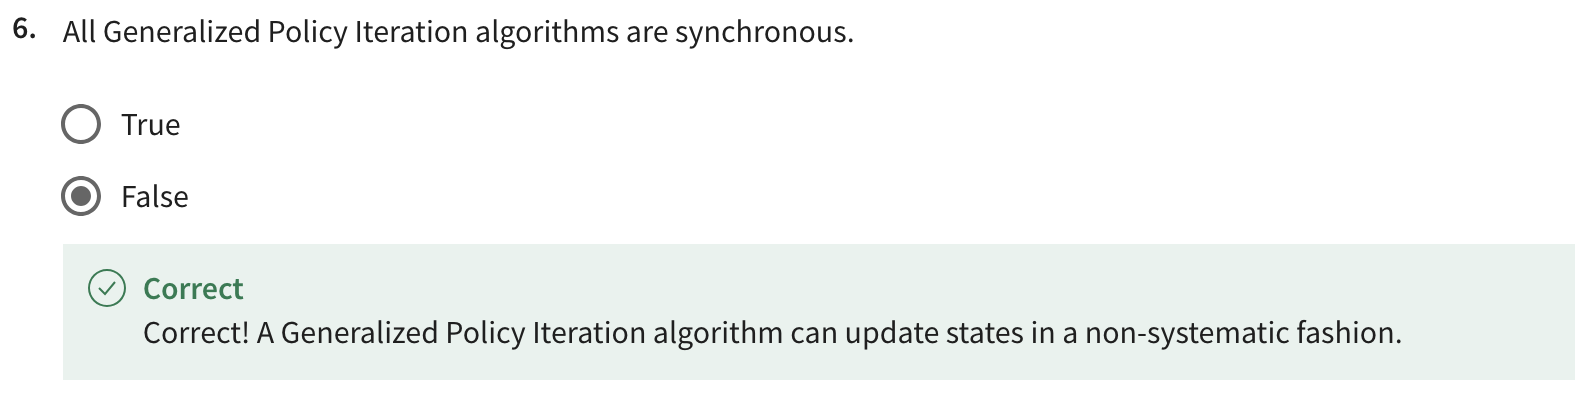 6. All Generalized Policy Iteration algorithms are synchronous.
True
False
Correct
Correct! A Generalized Policy Iteration algorithm can update states in a non-systematic fashion.